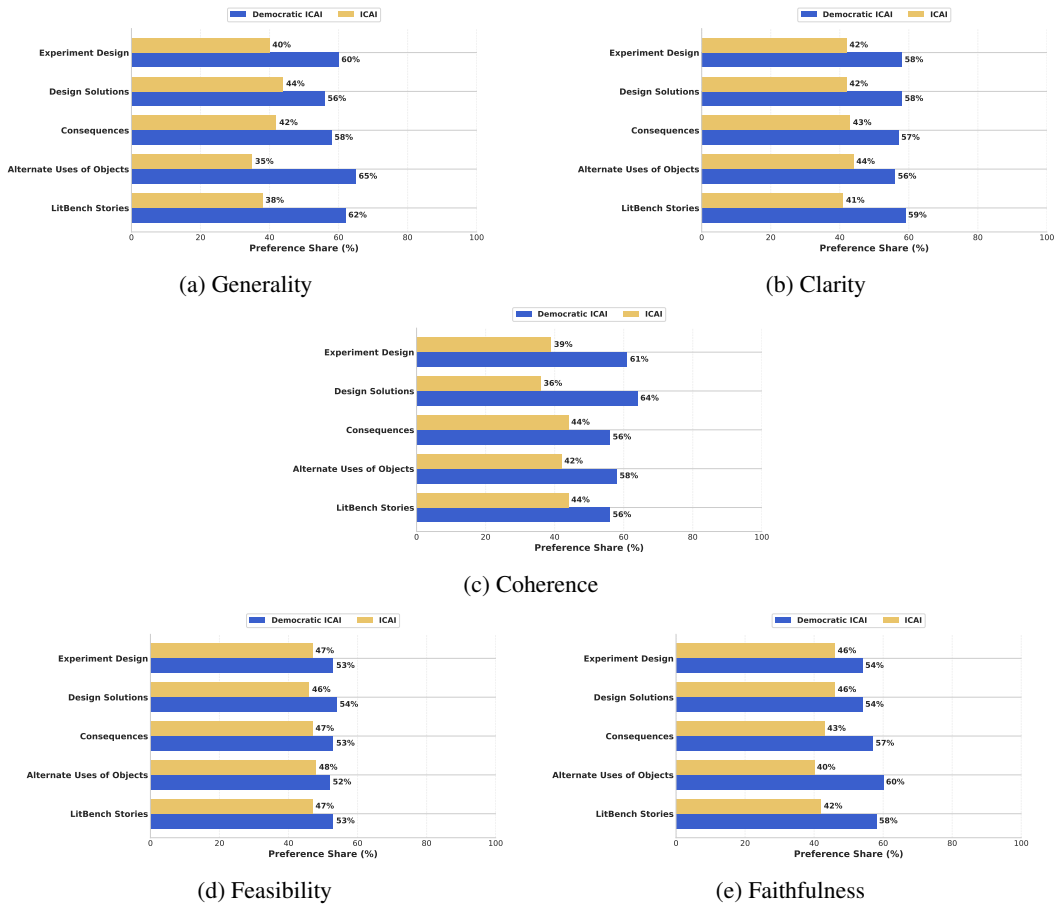 Democratic ICAI ICAI
Experiment Design 40% 60%
Design Solutions 44% 56%
Consequences 42% 58%
Alternate Uses of Objects 35% 65%
LitBench Stories 38% 62%
0 20 40 60 80 100
Preference Share (%)
(a) Generality
Democratic ICAI ICAI
Experiment Design 42% 58%
Design Solutions 42% 58%
Consequences 43% 57%
Alternate Uses of Objects 44% 56%
LitBench Stories 41% 59%
0 20 40 60 80 100
Preference Share (%)
(b) Clarity
Democratic ICAI ICAI
Experiment Design 39% 61%
Design Solutions 36% 64%
Consequences 44% 56%
Alternate Uses of Objects 42% 58%
LitBench Stories 44% 56%
0 20 40 60 80 100
Preference Share (%)
(c) Coherence
Democratic ICAI ICAI
Experiment Design 47% 53%
Design Solutions 46% 54%
Consequences 47% 53%
Alternate Uses of Objects 48% 52%
LitBench Stories 47% 53%
0 20 40 60 80 100
Preference Share (%)
(d) Feasibility
Democratic ICAI ICAI
Experiment Design 46% 54%
Design Solutions 46% 54%
Consequences 43% 57%
Alternate Uses of Objects 40% 60%
LitBench Stories 42% 58%
0 20 40 60 80 100
Preference Share (%)
(e) Faithfulness